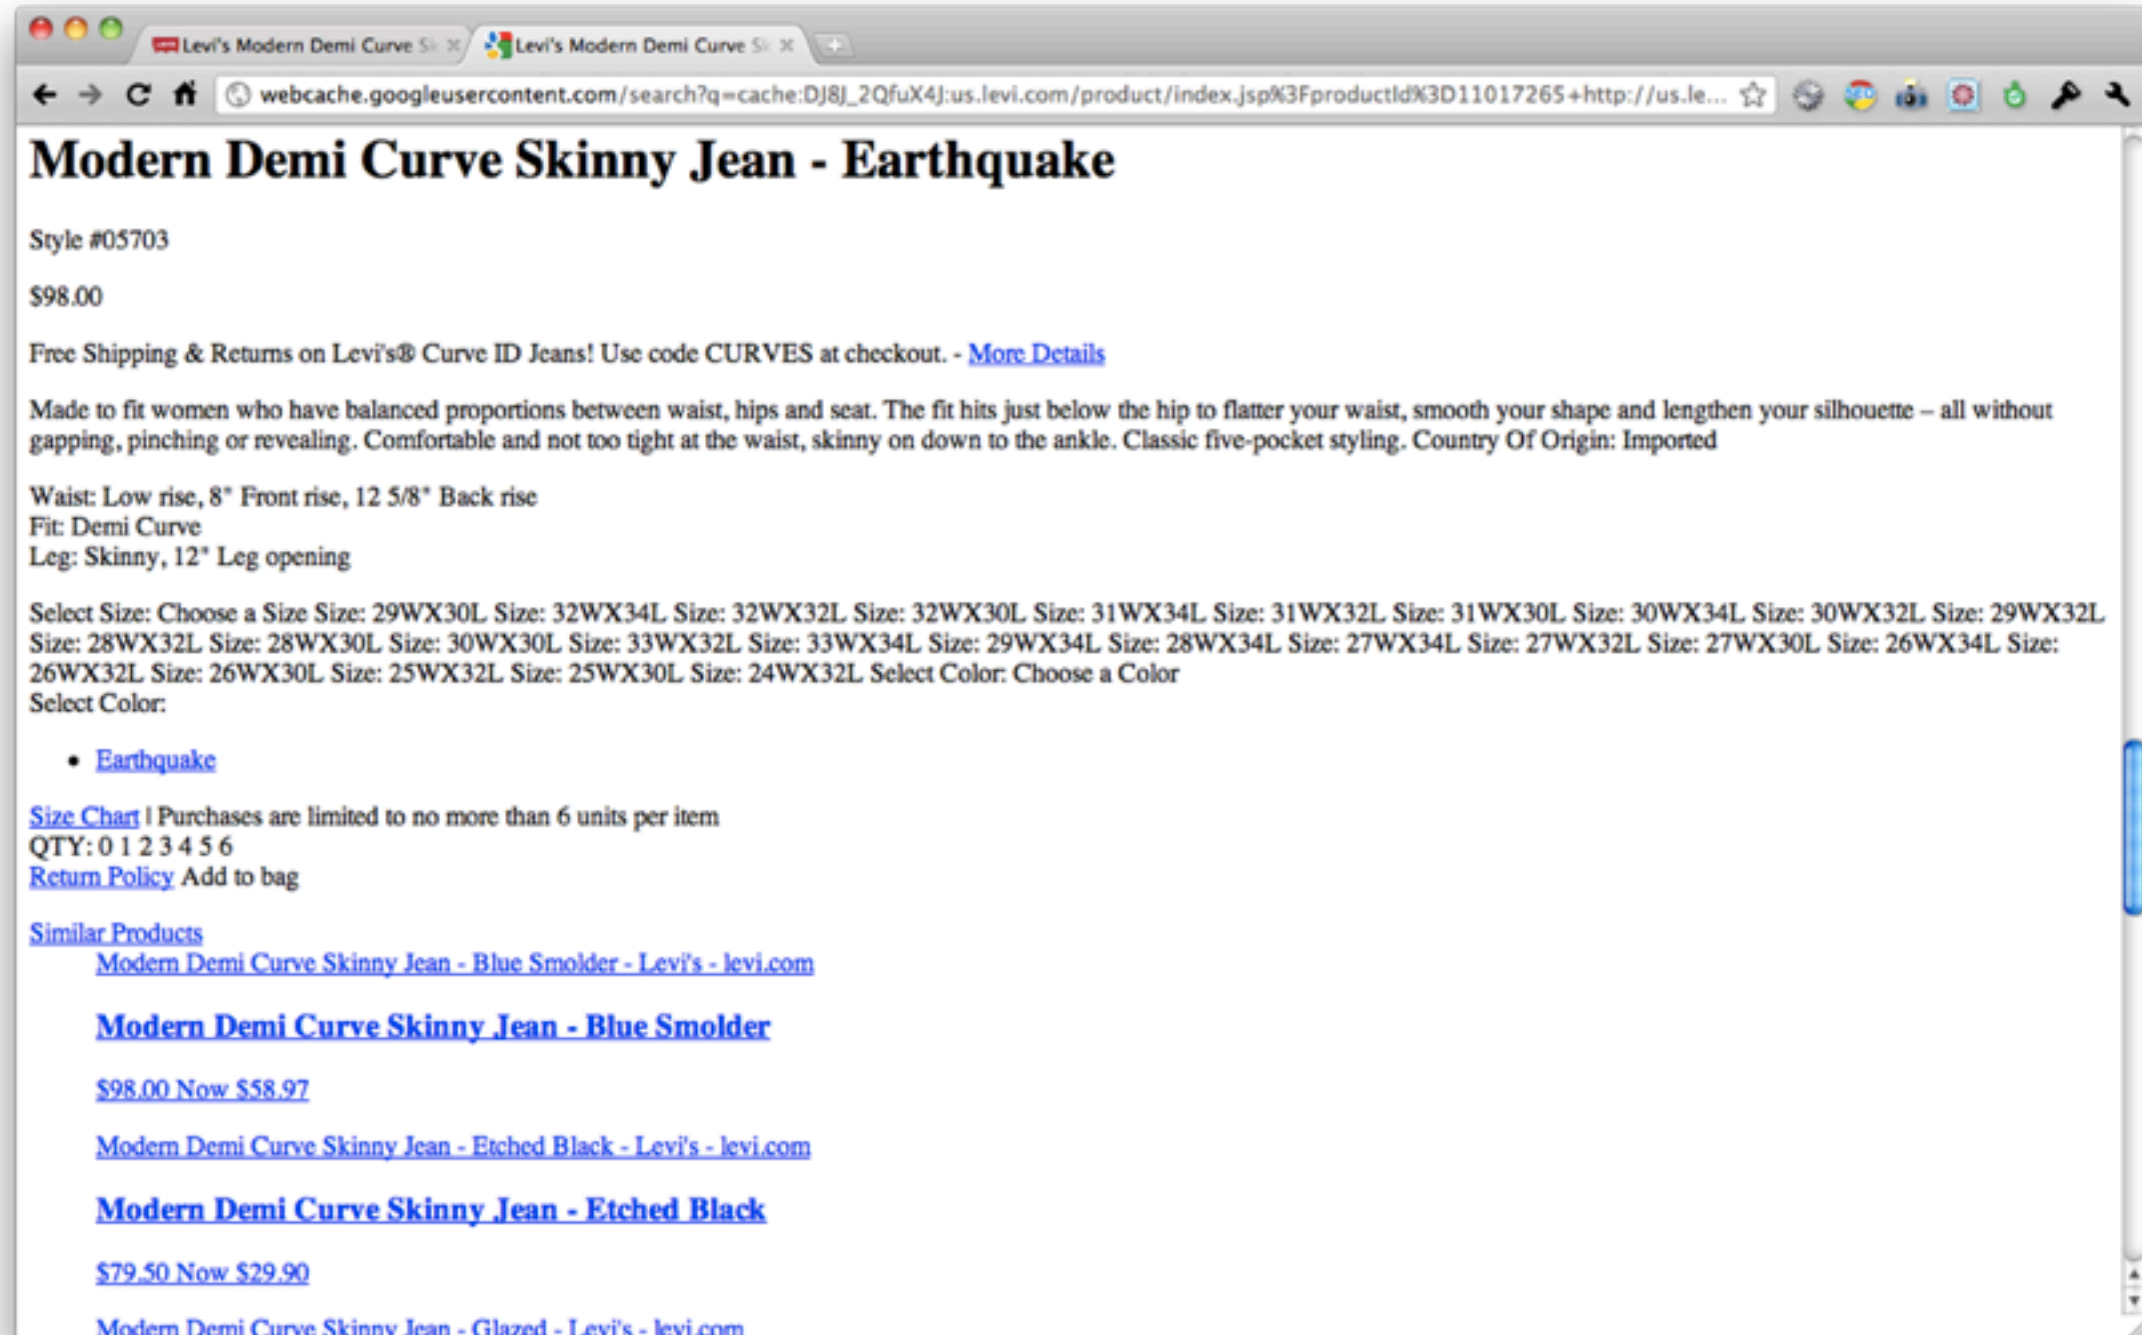 Levi's Modern Demi Curve Sk
Levi's Modern Demi Curve Sk
webcache.googleusercontent.com/search?q=cache:DJ8J_2QfuX4J:us.levi.com/product/index.jsp%3FproductId%3D11017265+http://us.le...
Modern Demi Curve Skinny Jean - Earthquake
Style #05703
$98.00
Free Shipping & Returns on Levi's® Curve ID Jeans! Use code CURVES at checkout. - More Details
Made to fit women who have balanced proportions between waist, hips and seat. The fit hits just below the hip to flatter your waist, smooth your shape and lengthen your silhouette – all without
gapping, pinching or revealing. Comfortable and not too tight at the waist, skinny on down to the ankle. Classic five-pocket styling. Country Of Origin: Imported
Waist: Low rise, 8" Front rise, 12 5/8" Back rise
Fit: Demi Curve
Leg: Skinny, 12" Leg opening
Select Size: Choose a Size Size: 29WX30L Size: 32WX34L Size: 32WX32L Size: 32WX30L Size: 31WX34L Size: 31WX32L Size: 31WX30L Size: 30WX34L Size: 30WX32L Size: 29WX32L
Size: 28WX32L Size: 28WX30L Size: 30WX30L Size: 33WX32L Size: 33WX34L Size: 29WX34L Size: 28WX34L Size: 27WX34L Size: 27WX32L Size: 27WX30L Size: 26WX34L Size:
26WX32L Size: 26WX30L Size: 25WX32L Size: 25WX30L Size: 24WX32L Select Color: Choose a Color
Select Color:
• Earthquake
Size Chart | Purchases are limited to no more than 6 units per item
QTY: 0 1 2 3 4 5 6
Return Policy Add to bag
Similar Products
Modern Demi Curve Skinny Jean - Blue Smolder - Levi's - levi.com
Modern Demi Curve Skinny Jean - Blue Smolder
$98.00 Now $58.97
Modern Demi Curve Skinny Jean - Etched Black - Levi's - levi.com
Modern Demi Curve Skinny Jean - Etched Black
$79.50 Now $29.90
Modern Demi Curve Skinny Jean - Glazed - Levi's - levi.com